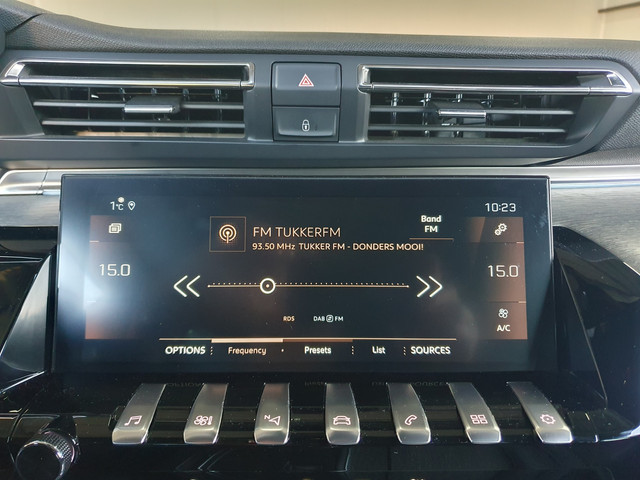 1°C 10:23
FM TUKKERFM
Band
FM
93.50 MHz TUKKER FM - DONDERS MOOI!
15.0 15.0
RDS DAB FM
A/C
OPTIONS Frequency Presets List SOURCES
N